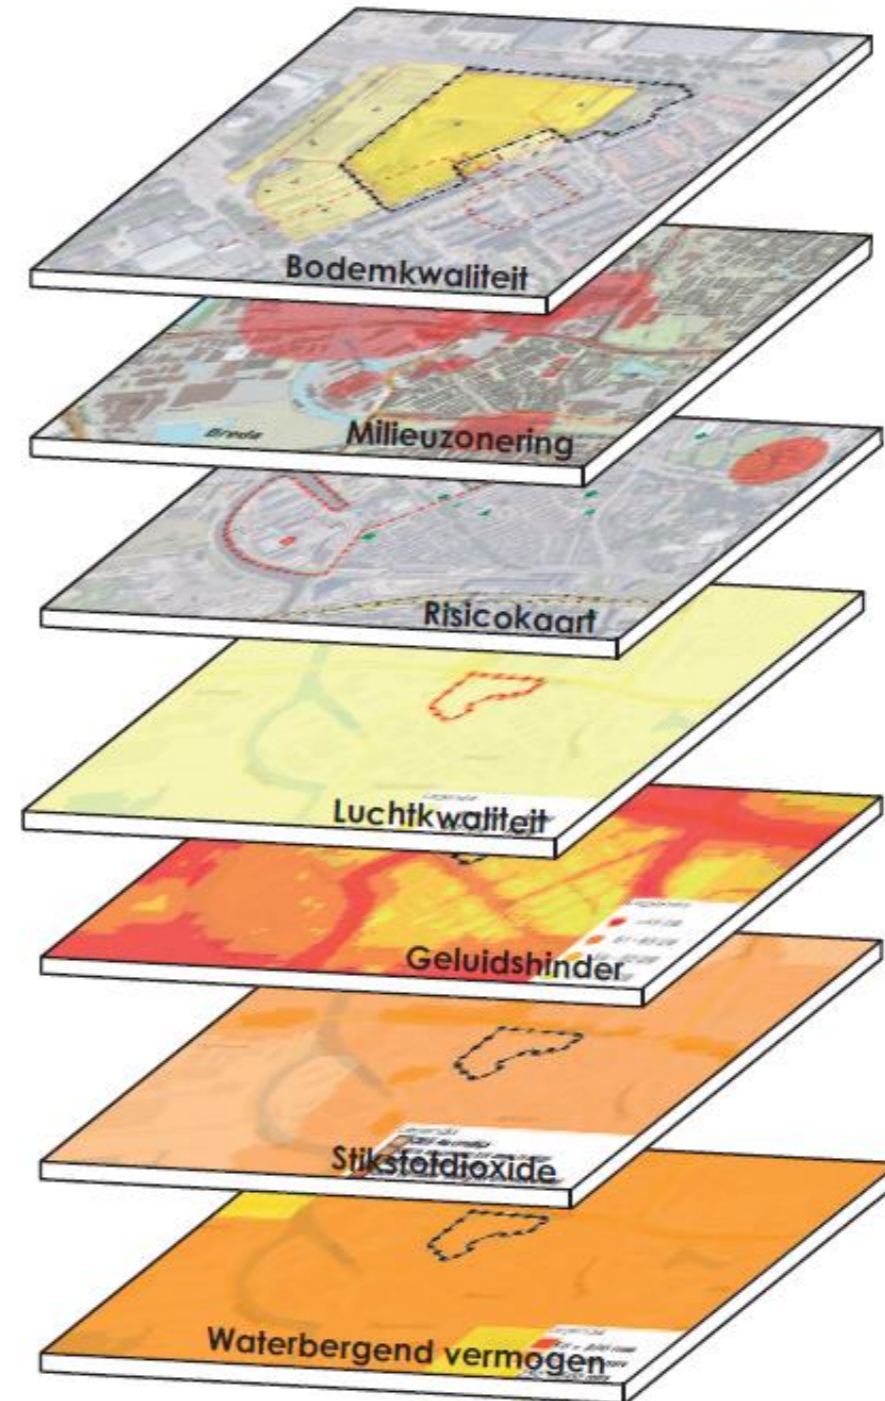 Bodemkwaliteit
Breda
Milieuzonering
Risicokaart
Luchtkwaliteit
Geluidshinder
Stikstofdioxide
Waterbergend vermogen